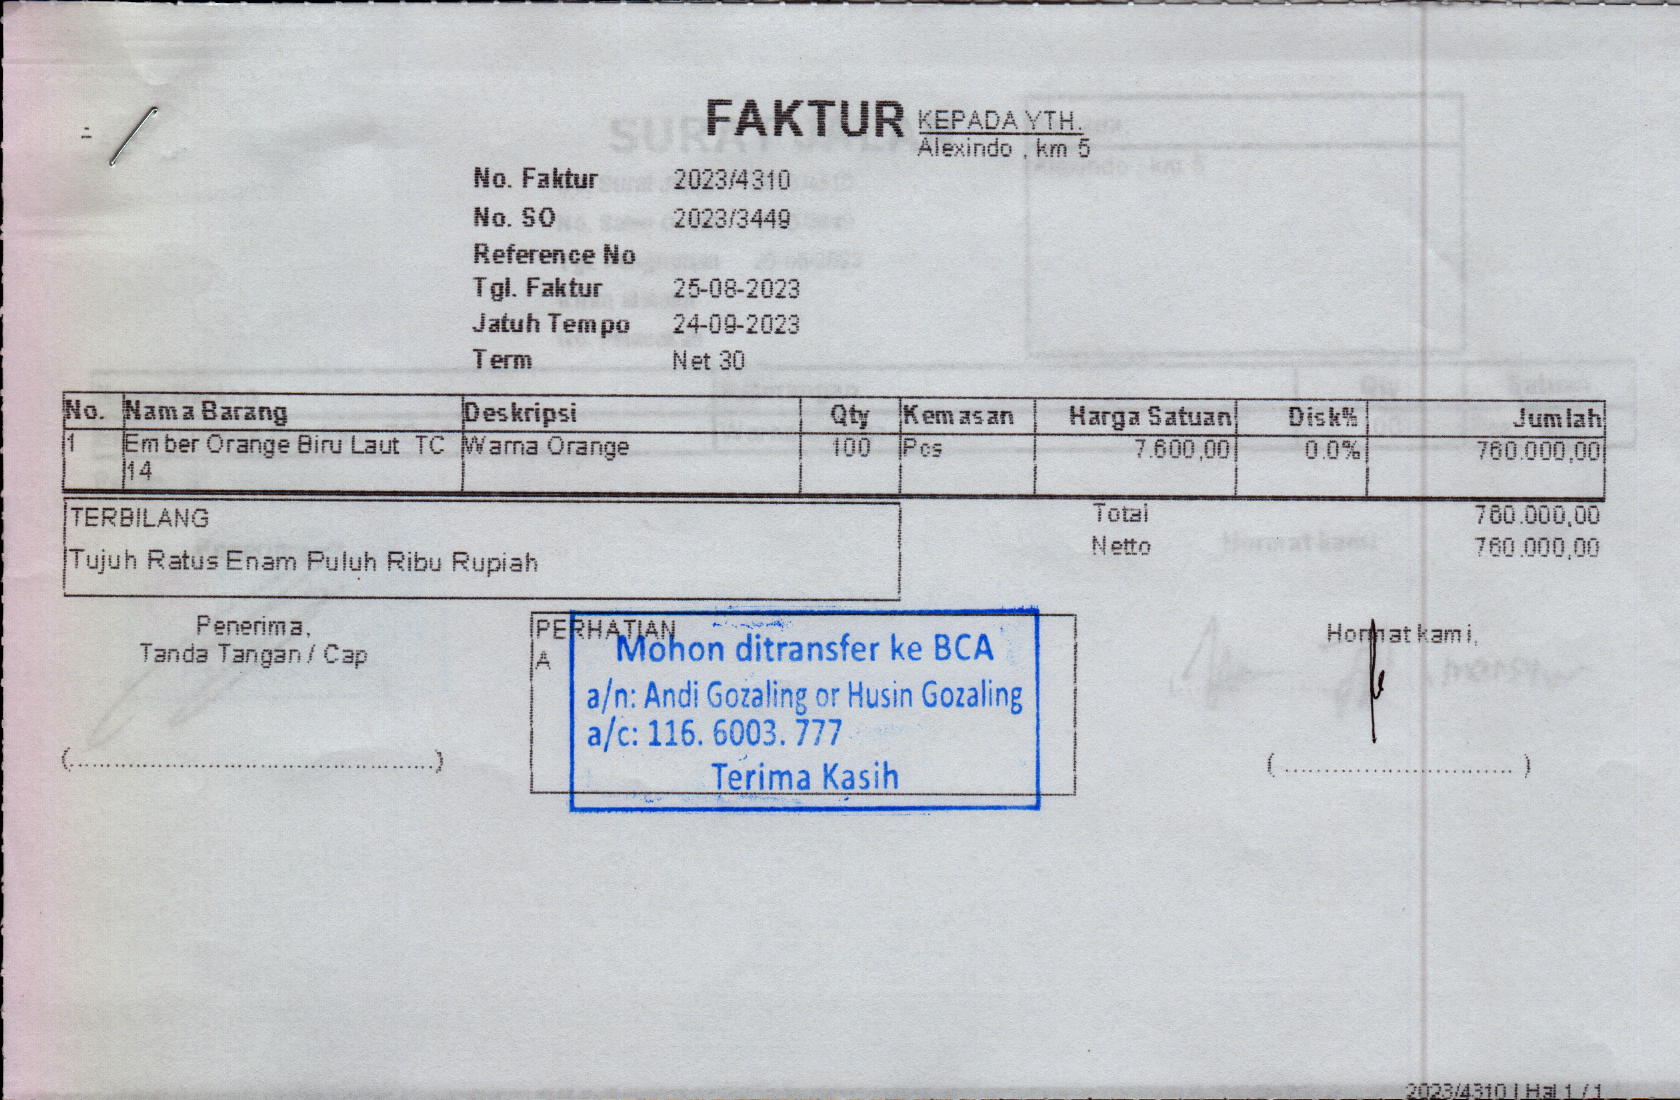 FAKTUR
KEPADA YTH.
Alexindo , km 5
No. Faktur 2023/4310
No. SO 2023/3449
Reference No
Tgl. Faktur 25-08-2023
Jatuh Tempo 24-09-2023
Term Net 30
No. Nama Barang Deskripsi Qty Kemasan Harga Satuan Disk% Jumlah
1 Ember Orange Biru Laut TC Warna Orange 100 Pcs 7.600,00 0.0% 760.000,00
14
TERBILANG Total 760.000,00
Netto 760.000,00
Tujuh Ratus Enam Puluh Ribu Rupiah
Penerima,
Tanda Tangan / Cap
PERHATIAN
A
Mohon ditransfer ke BCA
a/n: Andi Gozaling or Husin Gozaling
a/c: 116. 6003. 777
Terima Kasih
Hormat kami,
(................................................)
(............................. )
2023/4310 | Hal 1 / 1